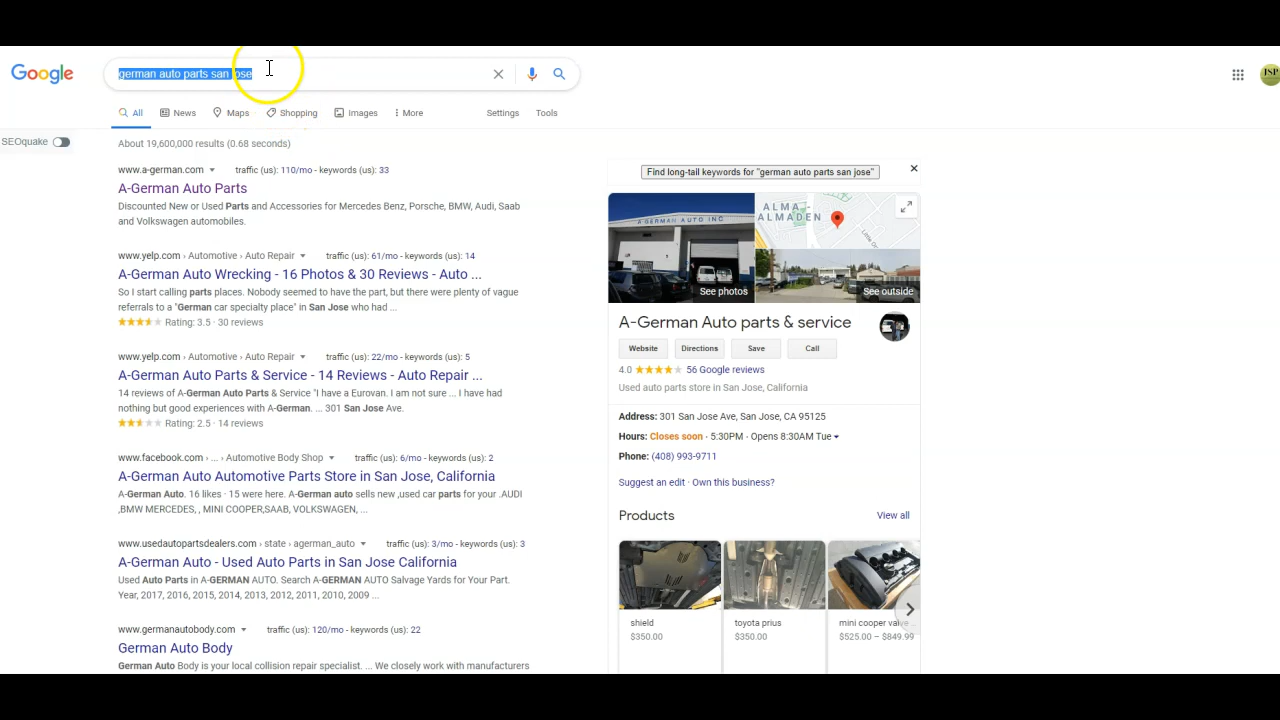 Google
german auto parts san jose
ISP
All
News
Maps
Shopping
Images
More
Settings
Tools
SEOquake
About 19,600,000 results (0.68 seconds)
www.a-german.com traffic (us): 110/mo - keywords (us): 33
A-German Auto Parts
Discounted New or Used Parts and Accessories for Mercedes Benz, Porsche, BMW, Audi, Saab
and Volkswagen automobiles.
www.yelp.com › Automotive › Auto Repair traffic (us): 61/mo - keywords (us): 14
A-German Auto Wrecking - 16 Photos & 30 Reviews - Auto ...
So I start calling parts places. Nobody seemed to have the part, but there were plenty of vague
referrals to a "German car specialty place" in San Jose who had ...
Rating: 3.5 · 30 reviews
www.yelp.com › Automotive › Auto Repair traffic (us): 22/mo - keywords (us): 5
A-German Auto Parts & Service - 14 Reviews - Auto Repair ...
14 reviews of A-German Auto Parts & Service "I have a Eurovan. I am not sure ... I have had
nothing but good experiences with A-German. ... 301 San Jose Ave.
Rating: 2.5 · 14 reviews
www.facebook.com › ... › Automotive Body Shop traffic (us): 6/mo - keywords (us): 2
A-German Auto Automotive Parts Store in San Jose, California
A-German Auto. 16 likes · 15 were here. A-German auto sells new ,used car parts for your .AUDI
,BMW MERCEDES, , MINI COOPER,SAAB, VOLKSWAGEN, ...
www.usedautopartsdealers.com › state › agerman_auto traffic (us): 3/mo - keywords (us): 3
A-German Auto - Used Auto Parts in San Jose California
Used Auto Parts in A-GERMAN AUTO. Search A-GERMAN AUTO Salvage Yards for Your Part.
Year, 2017, 2016, 2015, 2014, 2013, 2012, 2011, 2010, 2009 ...
www.germanautobody.com traffic (us): 120/mo - keywords (us): 22
German Auto Body
German Auto Body is your local collision repair specialist. ... We closely work with manufacturers
Find long-tail keywords for "german auto parts san jose"
A GERMAN AUTO INC
See photos
ALMA -
ALMADEN
Little Or
See outside
A-German Auto parts & service
Website
Directions
Save
Call
4.0 56 Google reviews
Used auto parts store in San Jose, California
Address: 301 San Jose Ave, San Jose, CA 95125
Hours: Closes soon · 5:30PM · Opens 8:30AM Tue
Phone: (408) 993-9711
Suggest an edit · Own this business?
Products
View all
shield
$350.00
toyota prius
$350.00
mini cooper valve ..
$525.00 – $849.99